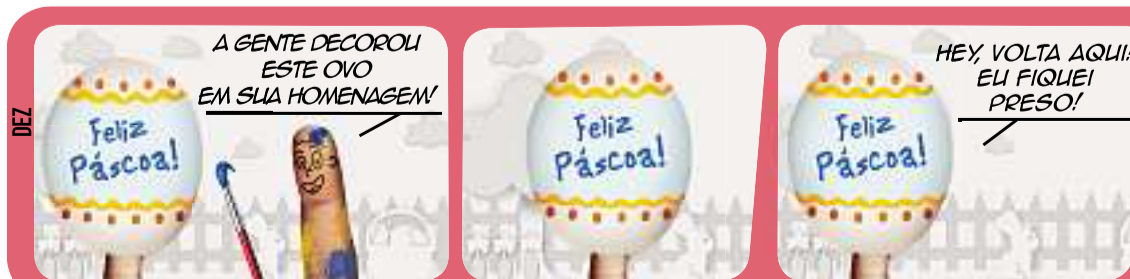 DEZ
A GENTE DECOROU
ESTE OVO
EM SUA HOMENAGEM!
Feliz
Páscoa!
Feliz
Páscoa!
Feliz
Páscoa!
HEY, VOLTA AQUI!
EU FIQUEI
PRESO!